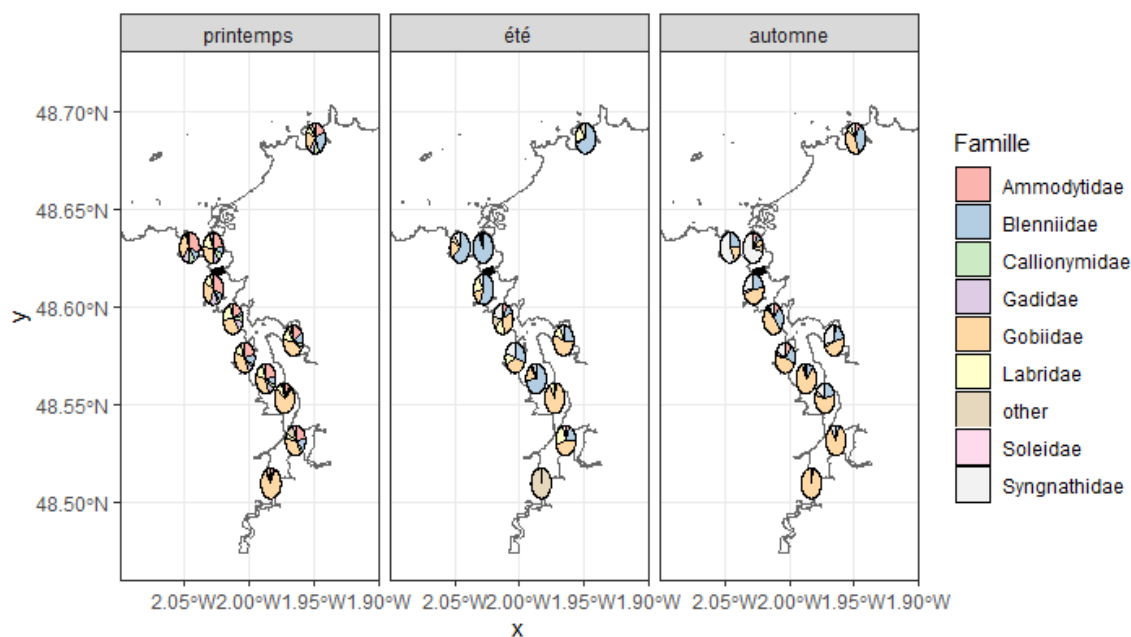 printemps été automne
48.70°N
48.65°N
48.60°N
48.55°N
48.50°N
y
2.05°W2.00°W1.95°W1.90°W 2.05°W2.00°W1.95°W1.90°W 2.05°W2.00°W1.95°W1.90°W
x
Famille
Ammodytidae
Blenniidae
Callionymidae
Gadidae
Gobiidae
Labridae
other
Soleidae
Syngnathidae